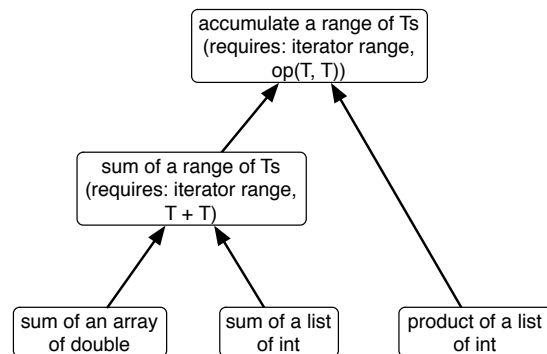 accumulate a range of Ts
(requires: iterator range,
op(T, T))
sum of a range of Ts
(requires: iterator range,
T + T)
sum of an array
of double
sum of a list
of int
product of a list
of int